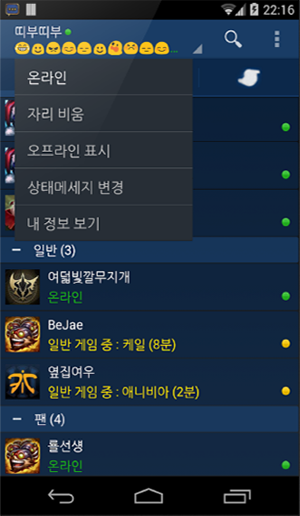 22:16
띠부띠부
온라인
자리 비움
오프라인 표시
상태메세지 변경
내 정보 보기
일반 (3)
여덟빛깔무지개
온라인
BeJae
일반 게임 중 : 케일 (8분)
옆집여우
일반 게임 중 : 애니비아 (2분)
팬 (4)
룰선생
온라인